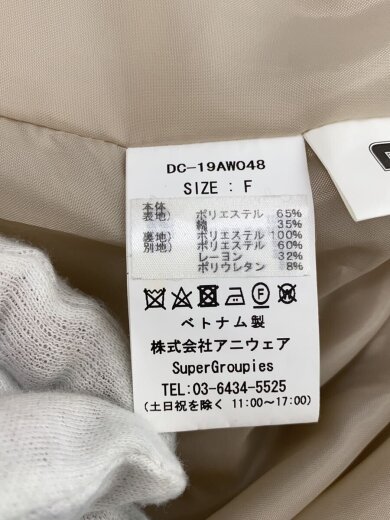 DC-19AW048
SIZE : F
本体
表地) ポリエステル 65%
綿 35%
裏地) ポリエステル 100%
別地) ポリエステル 60%
レーヨン 32%
ポリウレタン 8%
ベトナム製
株式会社アニウェア
SuperGroupies
TEL:03-6434-5525
(土日祝を除く 11:00〜17:00)